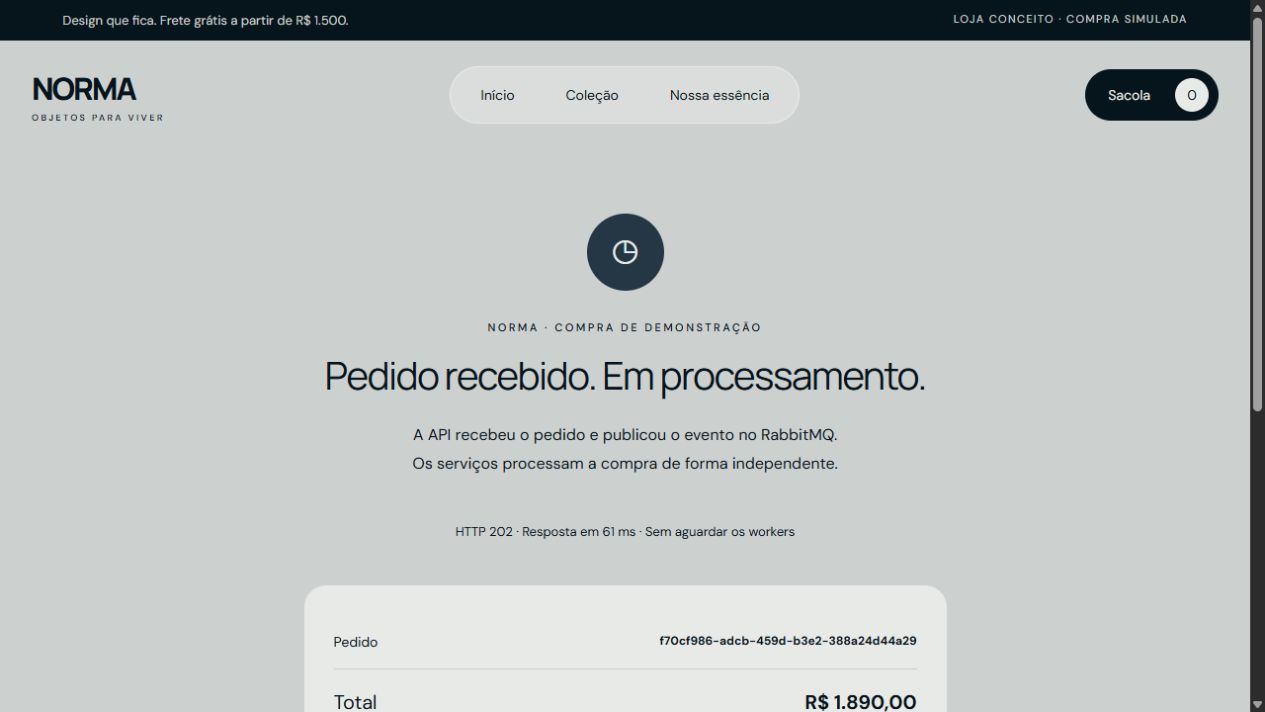 Design que fica. Frete grátis a partir de R$ 1.500.
LOJA CONCEITO · COMPRA SIMULADA
NORMA
OBJETOS PARA VIVER
Início
Coleção
Nossa essência
Sacola
0
NORMA · COMPRA DE DEMONSTRAÇÃO
Pedido recebido. Em processamento.
A API recebeu o pedido e publicou o evento no RabbitMQ.
Os serviços processam a compra de forma independente.
HTTP 202 · Resposta em 61 ms · Sem aguardar os workers
Pedido
f70cf986-adcb-459d-b3e2-388a24d44a29
Total
R$ 1.890,00